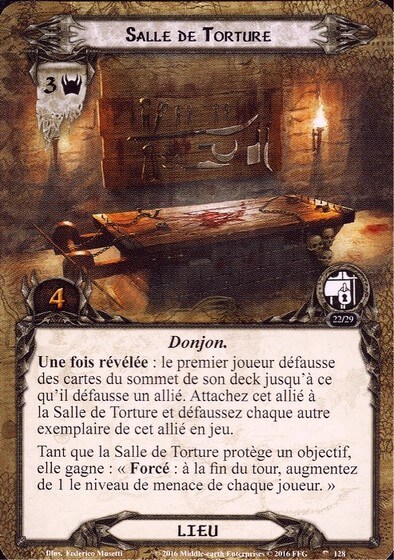 Salle de Torture
3
4
22/29
Donjon.
Une fois révélée : le premier joueur défausse
des cartes du sommet de son deck jusqu'à ce
qu'il défausse un allié. Attachez cet allié à
la Salle de Torture et défaussez chaque autre
exemplaire de cet allié en jeu.
Tant que la Salle de Torture protège un objectif,
elle gagne : « Forcé : à la fin du tour, augmentez
de 1 le niveau de menace de chaque joueur. »
LIEU
Illus. Federico Musetti
©2016 Middle-earth Enterprises © 2016 FFG
128